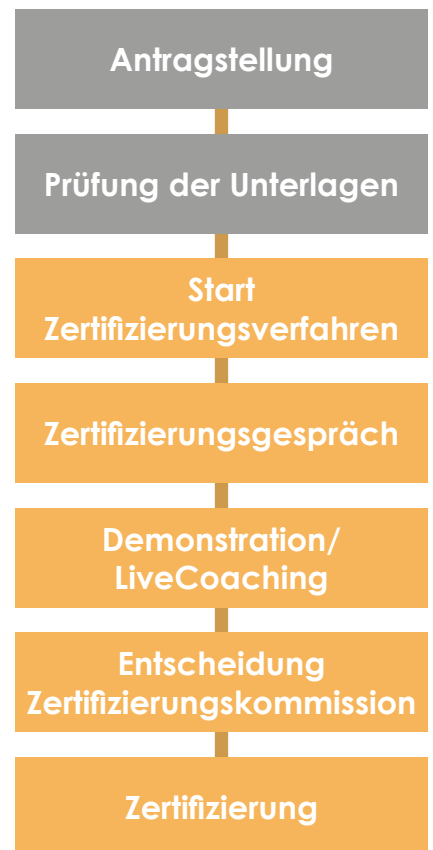 Antragstellung
Prüfung der Unterlagen
Start
Zertifizierungsverfahren
Zertifizierungsgespräch
Demonstration/
LiveCoaching
Entscheidung
Zertifizierungskommission
Zertifizierung